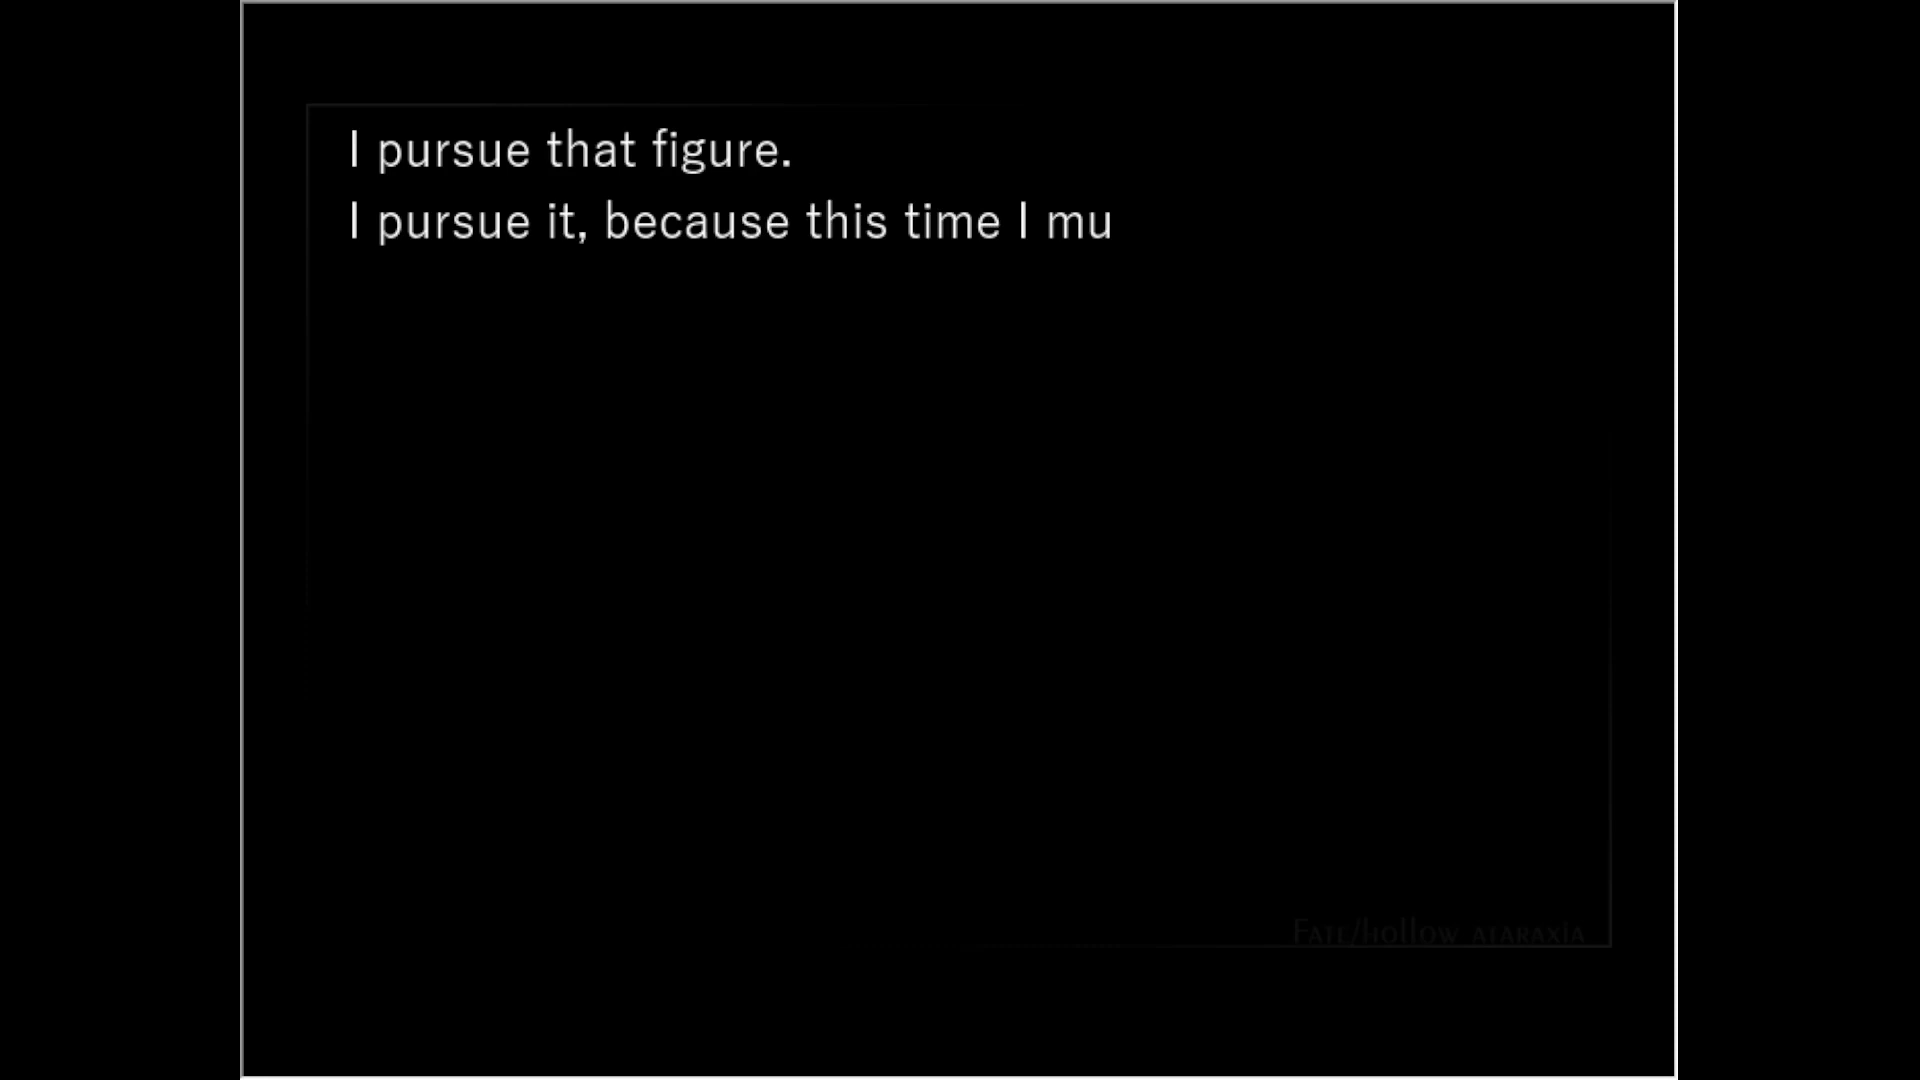 I pursue that figure.
I pursue it, because this time I mu
Fate/hollow ataraxia